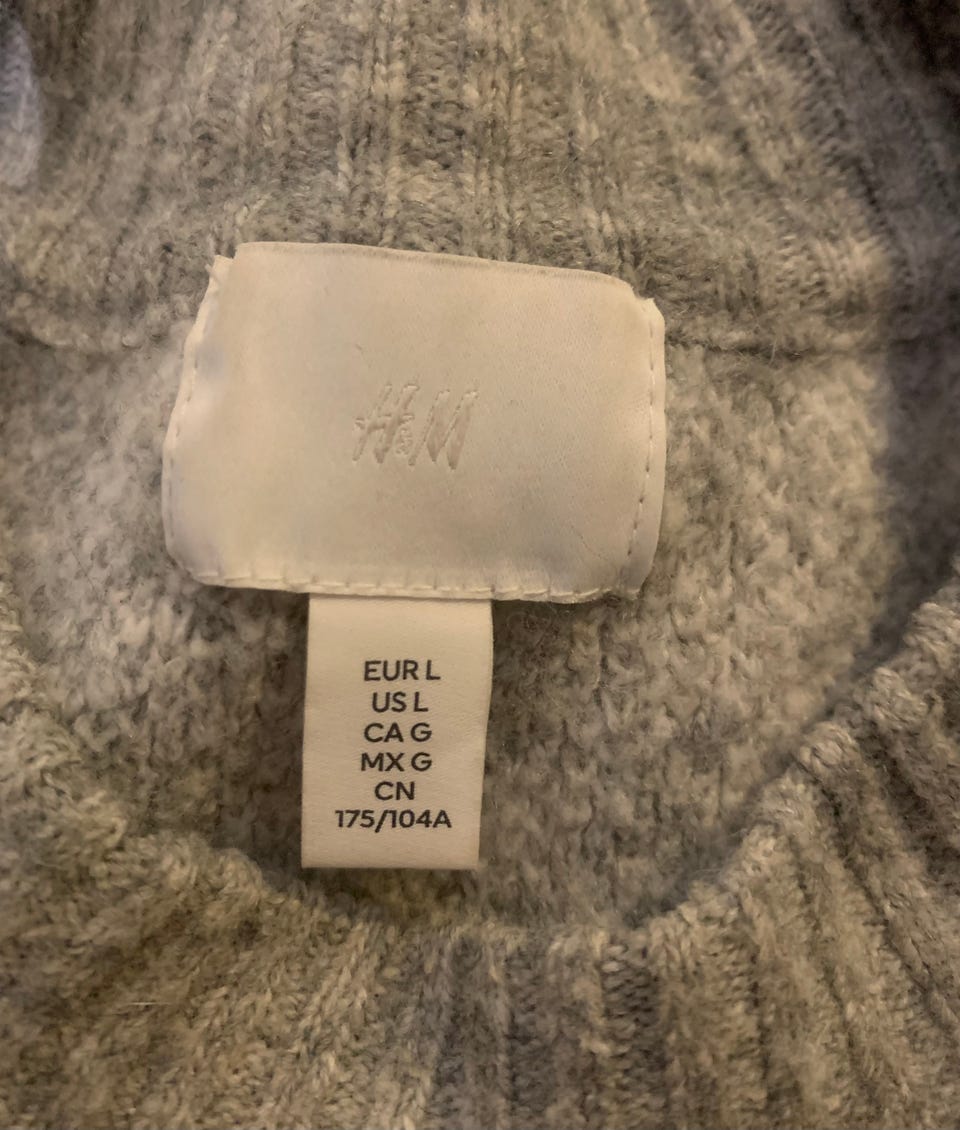 H&M
EUR L
US L
CA G
MX G
CN
175/104A